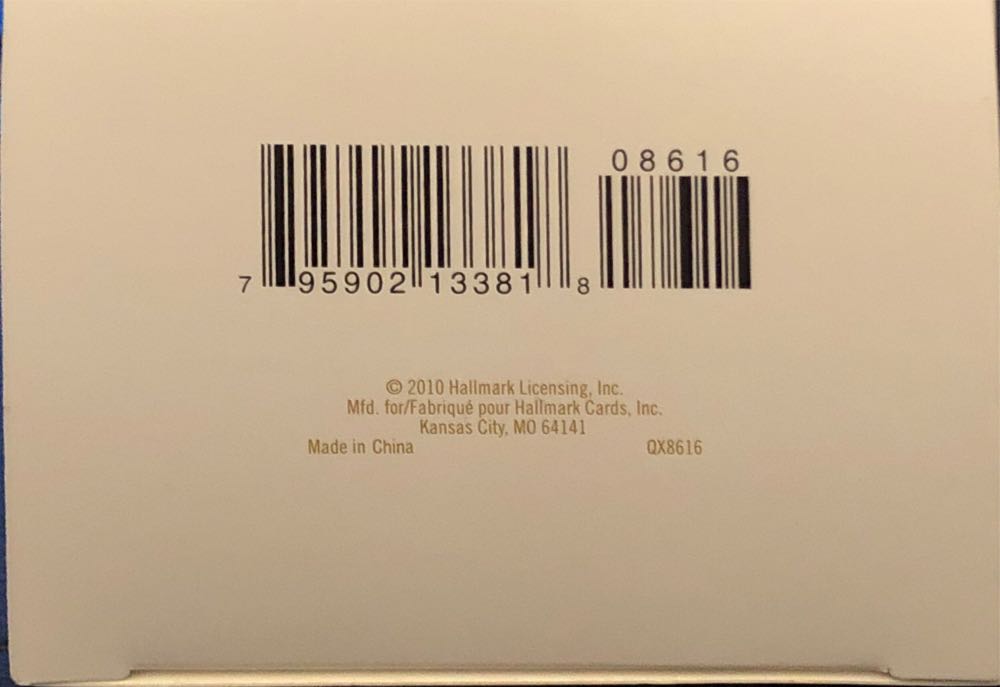 08616
7 95902 13381 8
© 2010 Hallmark Licensing, Inc.
Mfd. for/Fabriqué pour Hallmark Cards, Inc.
Kansas City, MO 64141
Made in China QX8616